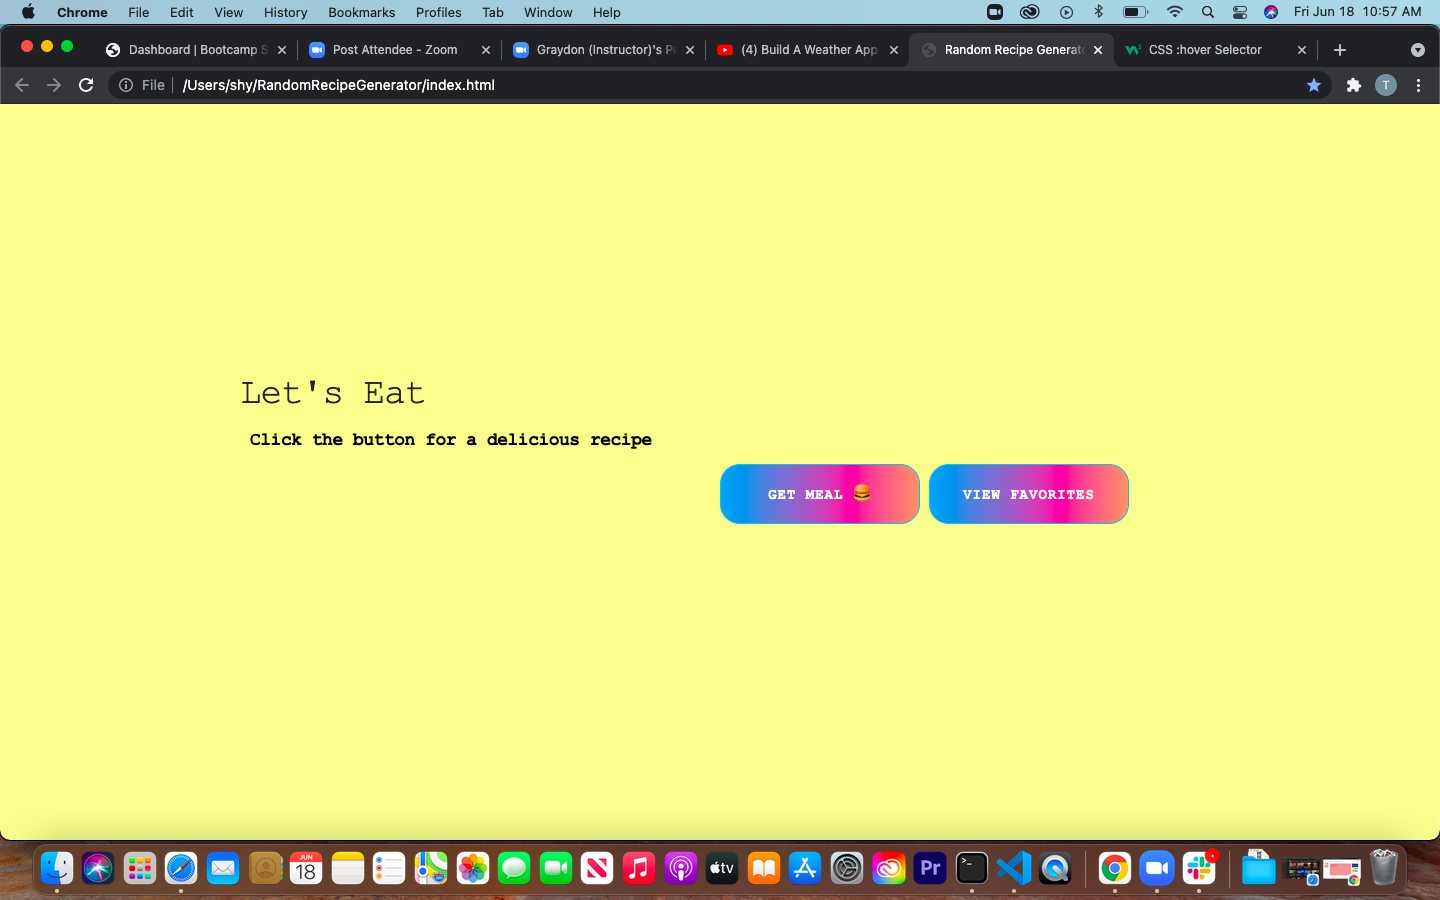 Chrome File Edit View History Bookmarks Profiles Tab Window Help Fri Jun 18 10:57 AM
Dashboard | Bootcamp S Post Attendee - Zoom Graydon (Instructor)'s Pe (4) Build A Weather App Random Recipe Generato CSS :hover Selector
File /Users/shy/RandomRecipeGenerator/index.html T
Let's Eat
Click the button for a delicious recipe
GET MEAL 🍔 VIEW FAVORITES
JUN
18 tv Pr >_